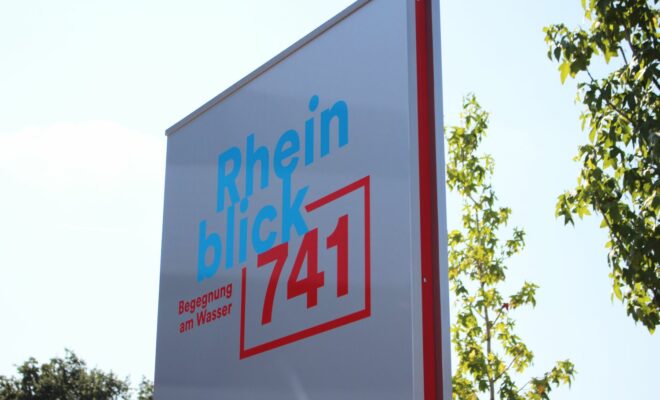 Rhein
blick
741
Begegnung
am Wasser